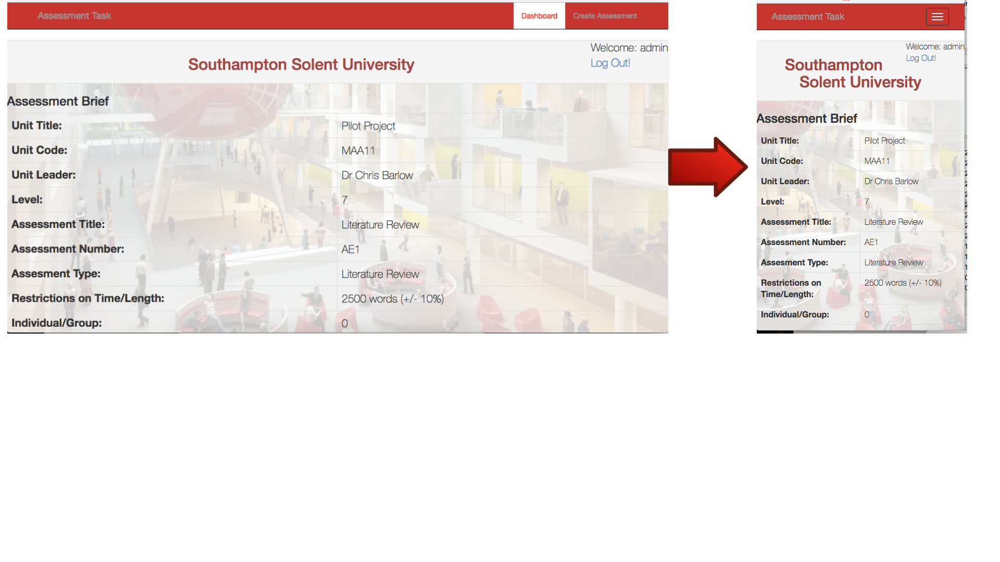 Assessment Task
Dashboard
Create Assessment
Welcome: admin
Log Out!
Southampton Solent University
Assessment Brief
Unit Title: Pilot Project
Unit Code: MAA11
Unit Leader: Dr Chris Barlow
Level: 7
Assessment Title: Literature Review
Assessment Number: AE1
Assesment Type: Literature Review
Restrictions on Time/Length: 2500 words (+/- 10%)
Individual/Group: 0
Assessment Task
Welcome: admin
Log Out!
Southampton
Solent University
Assessment Brief
Unit Title: Pilot Project
Unit Code: MAA11
Unit Leader: Dr Chris Barlow
Level: 7
Assessment Title: Literature Review
Assessment Number: AE1
Assesment Type: Literature Review
Restrictions on 2500 words (+/- 10%)
Time/Length:
Individual/Group: 0